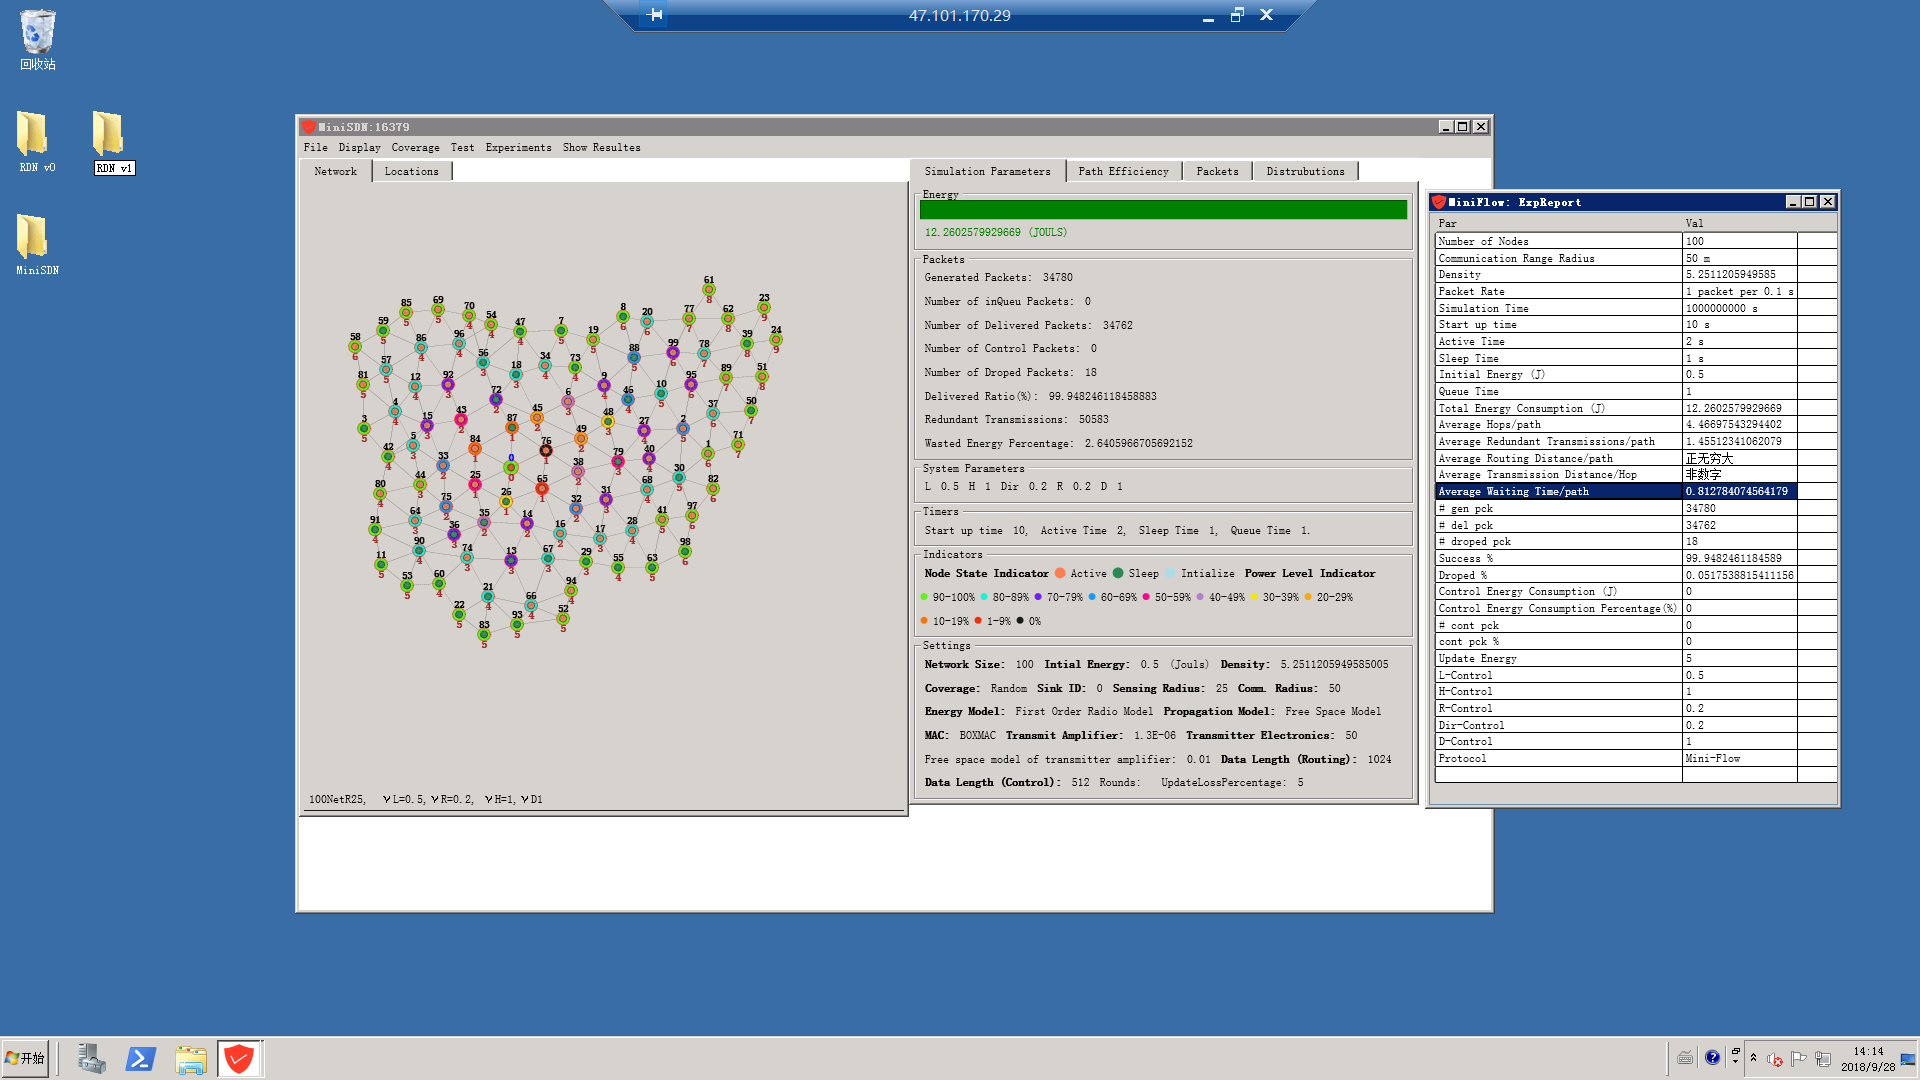 47.101.170.29
回收站
RDN v0
RDN v1
MiniSDN
MiniSDN:16379
File Display Coverage Test Experiments Show Resultes
Network Locations
Simulation Parameters Path Efficiency Packets Distrubutions
Energy
12.2602579929669 (JOULS)
Packets
Generated Packets: 34780
Number of inQueu Packets: 0
Number of Delivered Packets: 34762
Number of Control Packets: 0
Number of Droped Packets: 18
Delivered Ratio(%): 99.948246118458883
Redundant Transmissions: 50583
Wasted Energy Percentage: 2.6405966705692152
System Parameters
L 0.5 H 1 Dir 0.2 R 0.2 D 1
Timers
Start up time 10, Active Time 2, Sleep Time 1, Queue Time 1.
Indicators
Node State Indicator Active Sleep Intialize Power Level Indicator
90-100% 80-89% 70-79% 60-69% 50-59% 40-49% 30-39% 20-29%
10-19% 1-9% 0%
Settings
Network Size: 100 Intial Energy: 0.5 (Jouls) Density: 5.2511205949585005
Coverage: Random Sink ID: 0 Sensing Radius: 25 Comm. Radius: 50
Energy Model: First Order Radio Model Propagation Model: Free Space Model
MAC: BOXMAC Transmit Amplifier: 1.3E-06 Transmitter Electronics: 50
Free space model of transmitter amplifier: 0.01 Data Length (Routing): 1024
Data Length (Control): 512 Rounds: UpdateLossPercentage: 5
100NetR25, γL=0.5, γR=0.2, γH=1, γD1
MiniFlow: ExpReport
Par Val
Number of Nodes 100
Communication Range Radius 50 m
Density 5.2511205949585
Packet Rate 1 packet per 0.1 s
Simulation Time 1000000000 s
Start up time 10 s
Active Time 2 s
Sleep Time 1 s
Initial Energy (J) 0.5
Queue Time 1
Total Energy Consumption (J) 12.2602579929669
Average Hops/path 4.46697543294402
Average Redundant Transmissions/path 1.45512341062079
Average Routing Distance/path 正无穷大
Average Transmission Distance/Hop 非数字
Average Waiting Time/path 0.812784074564179
# gen pck 34780
# del pck 34762
# droped pck 18
Success % 99.9482461184589
Droped % 0.0517538815411156
Control Energy Consumption (J) 0
Control Energy Consumption Percentage(%) 0
# cont pck 0
cont pck % 0
Update Energy 5
L-Control 0.5
H-Control 1
R-Control 0.2
Dir-Control 0.2
D-Control 1
Protocol Mini-Flow
开始
14:14
2018/9/28